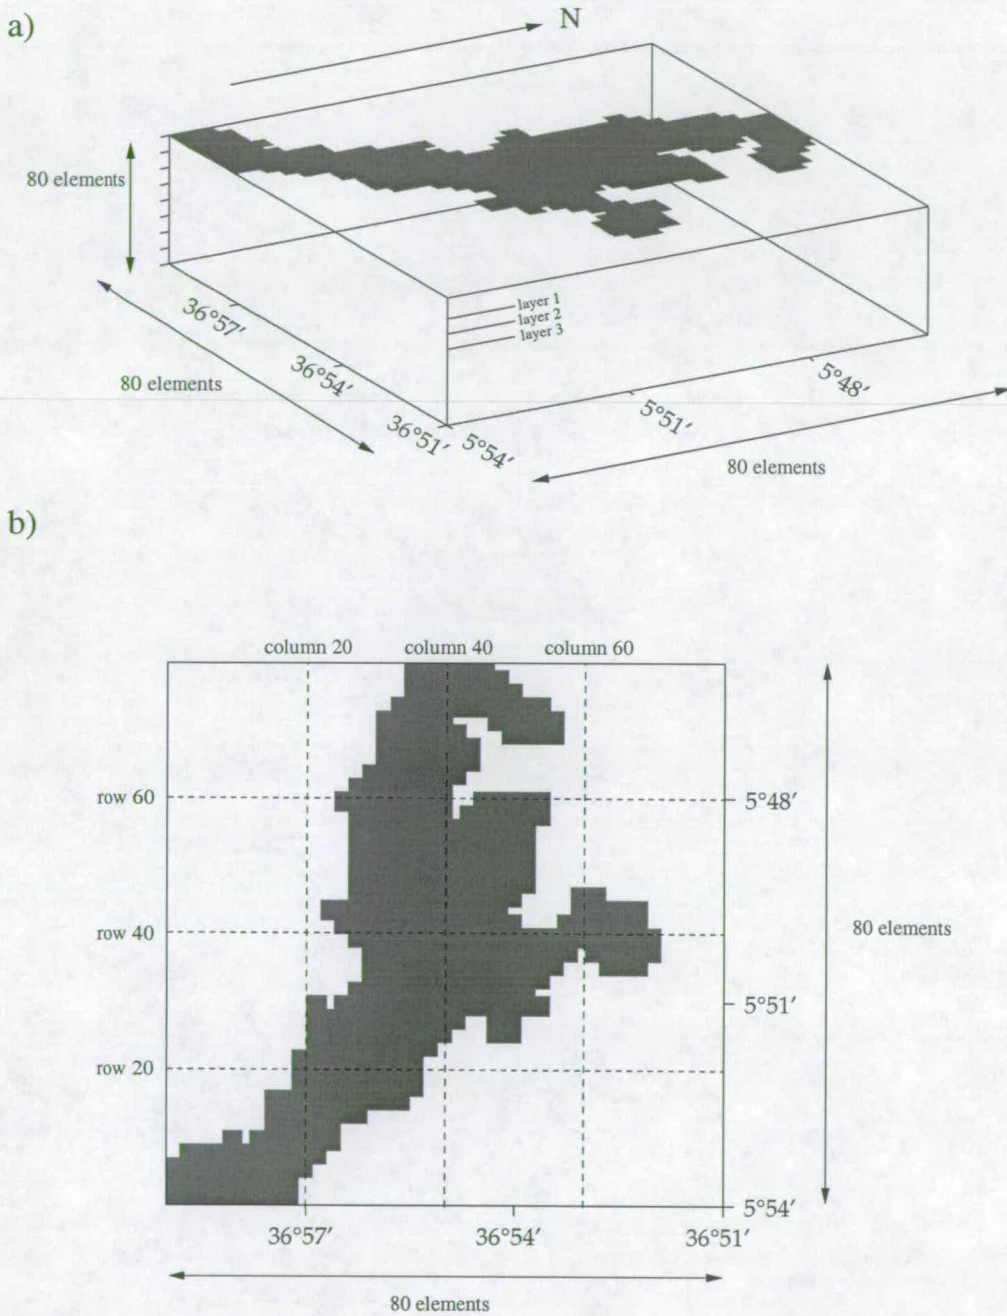 a)
N
80 elements
layer 1
layer 2
layer 3
36°57′
36°54′
36°51′
5°54′
5°51′
5°48′
80 elements
80 elements
b)
column 20
column 40
column 60
row 60
5°48′
row 40
80 elements
5°51′
row 20
5°54′
36°57′
36°54′
36°51′
80 elements